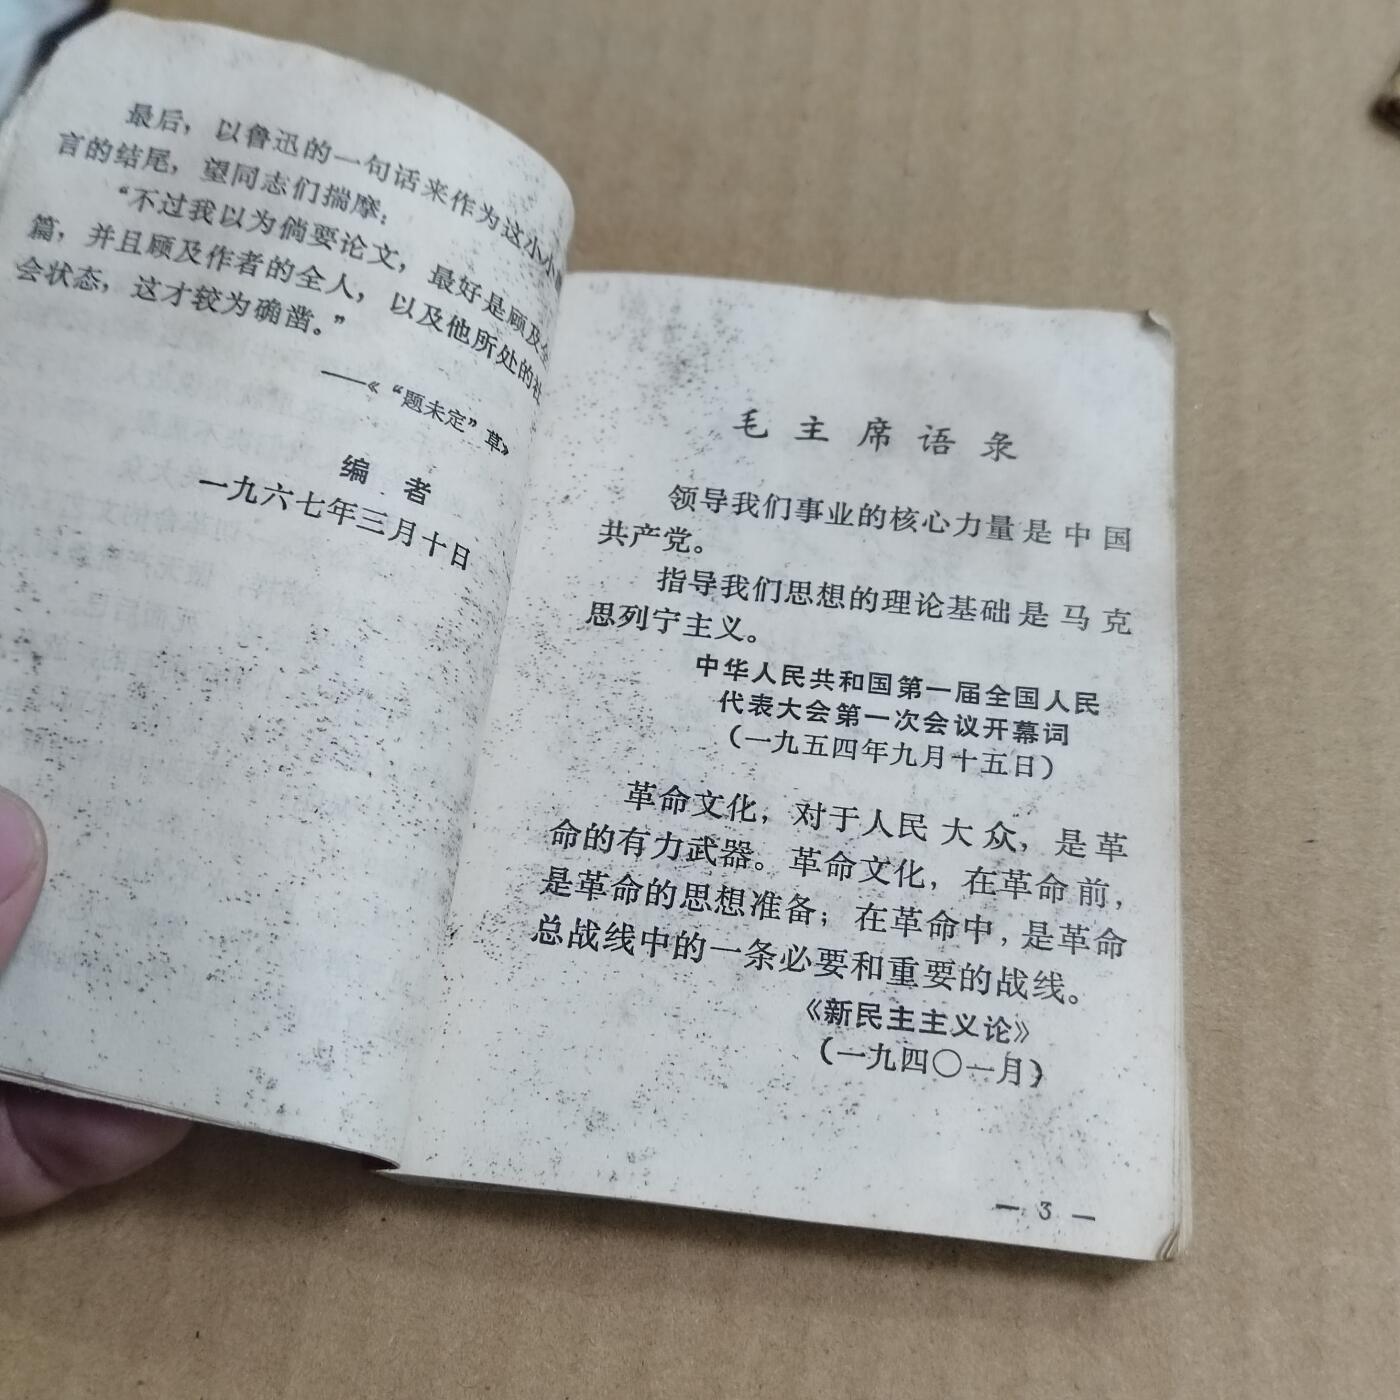 最后，以鲁迅的一句话来作为这小小
言的结尾，望同志们揣摩：
“不过我以为倘要论文，最好是顾及全
篇，并且顾及作者的全人，以及他所处的社
会状态，这才较为确凿。”
——《“题未定”草》
编者
一九六七年三月十日
毛主席语录
领导我们事业的核心力量是中国
共产党。
指导我们思想的理论基础是马克
思列宁主义。
中华人民共和国第一届全国人民
代表大会第一次会议开幕词
（一九五四年九月十五日）
革命文化，对于人民大众，是革
命的有力武器。革命文化，在革命前，
是革命的思想准备；在革命中，是革命
总战线中的一条必要和重要的战线。
《新民主主义论》
（一九四〇一月）
— 3 —